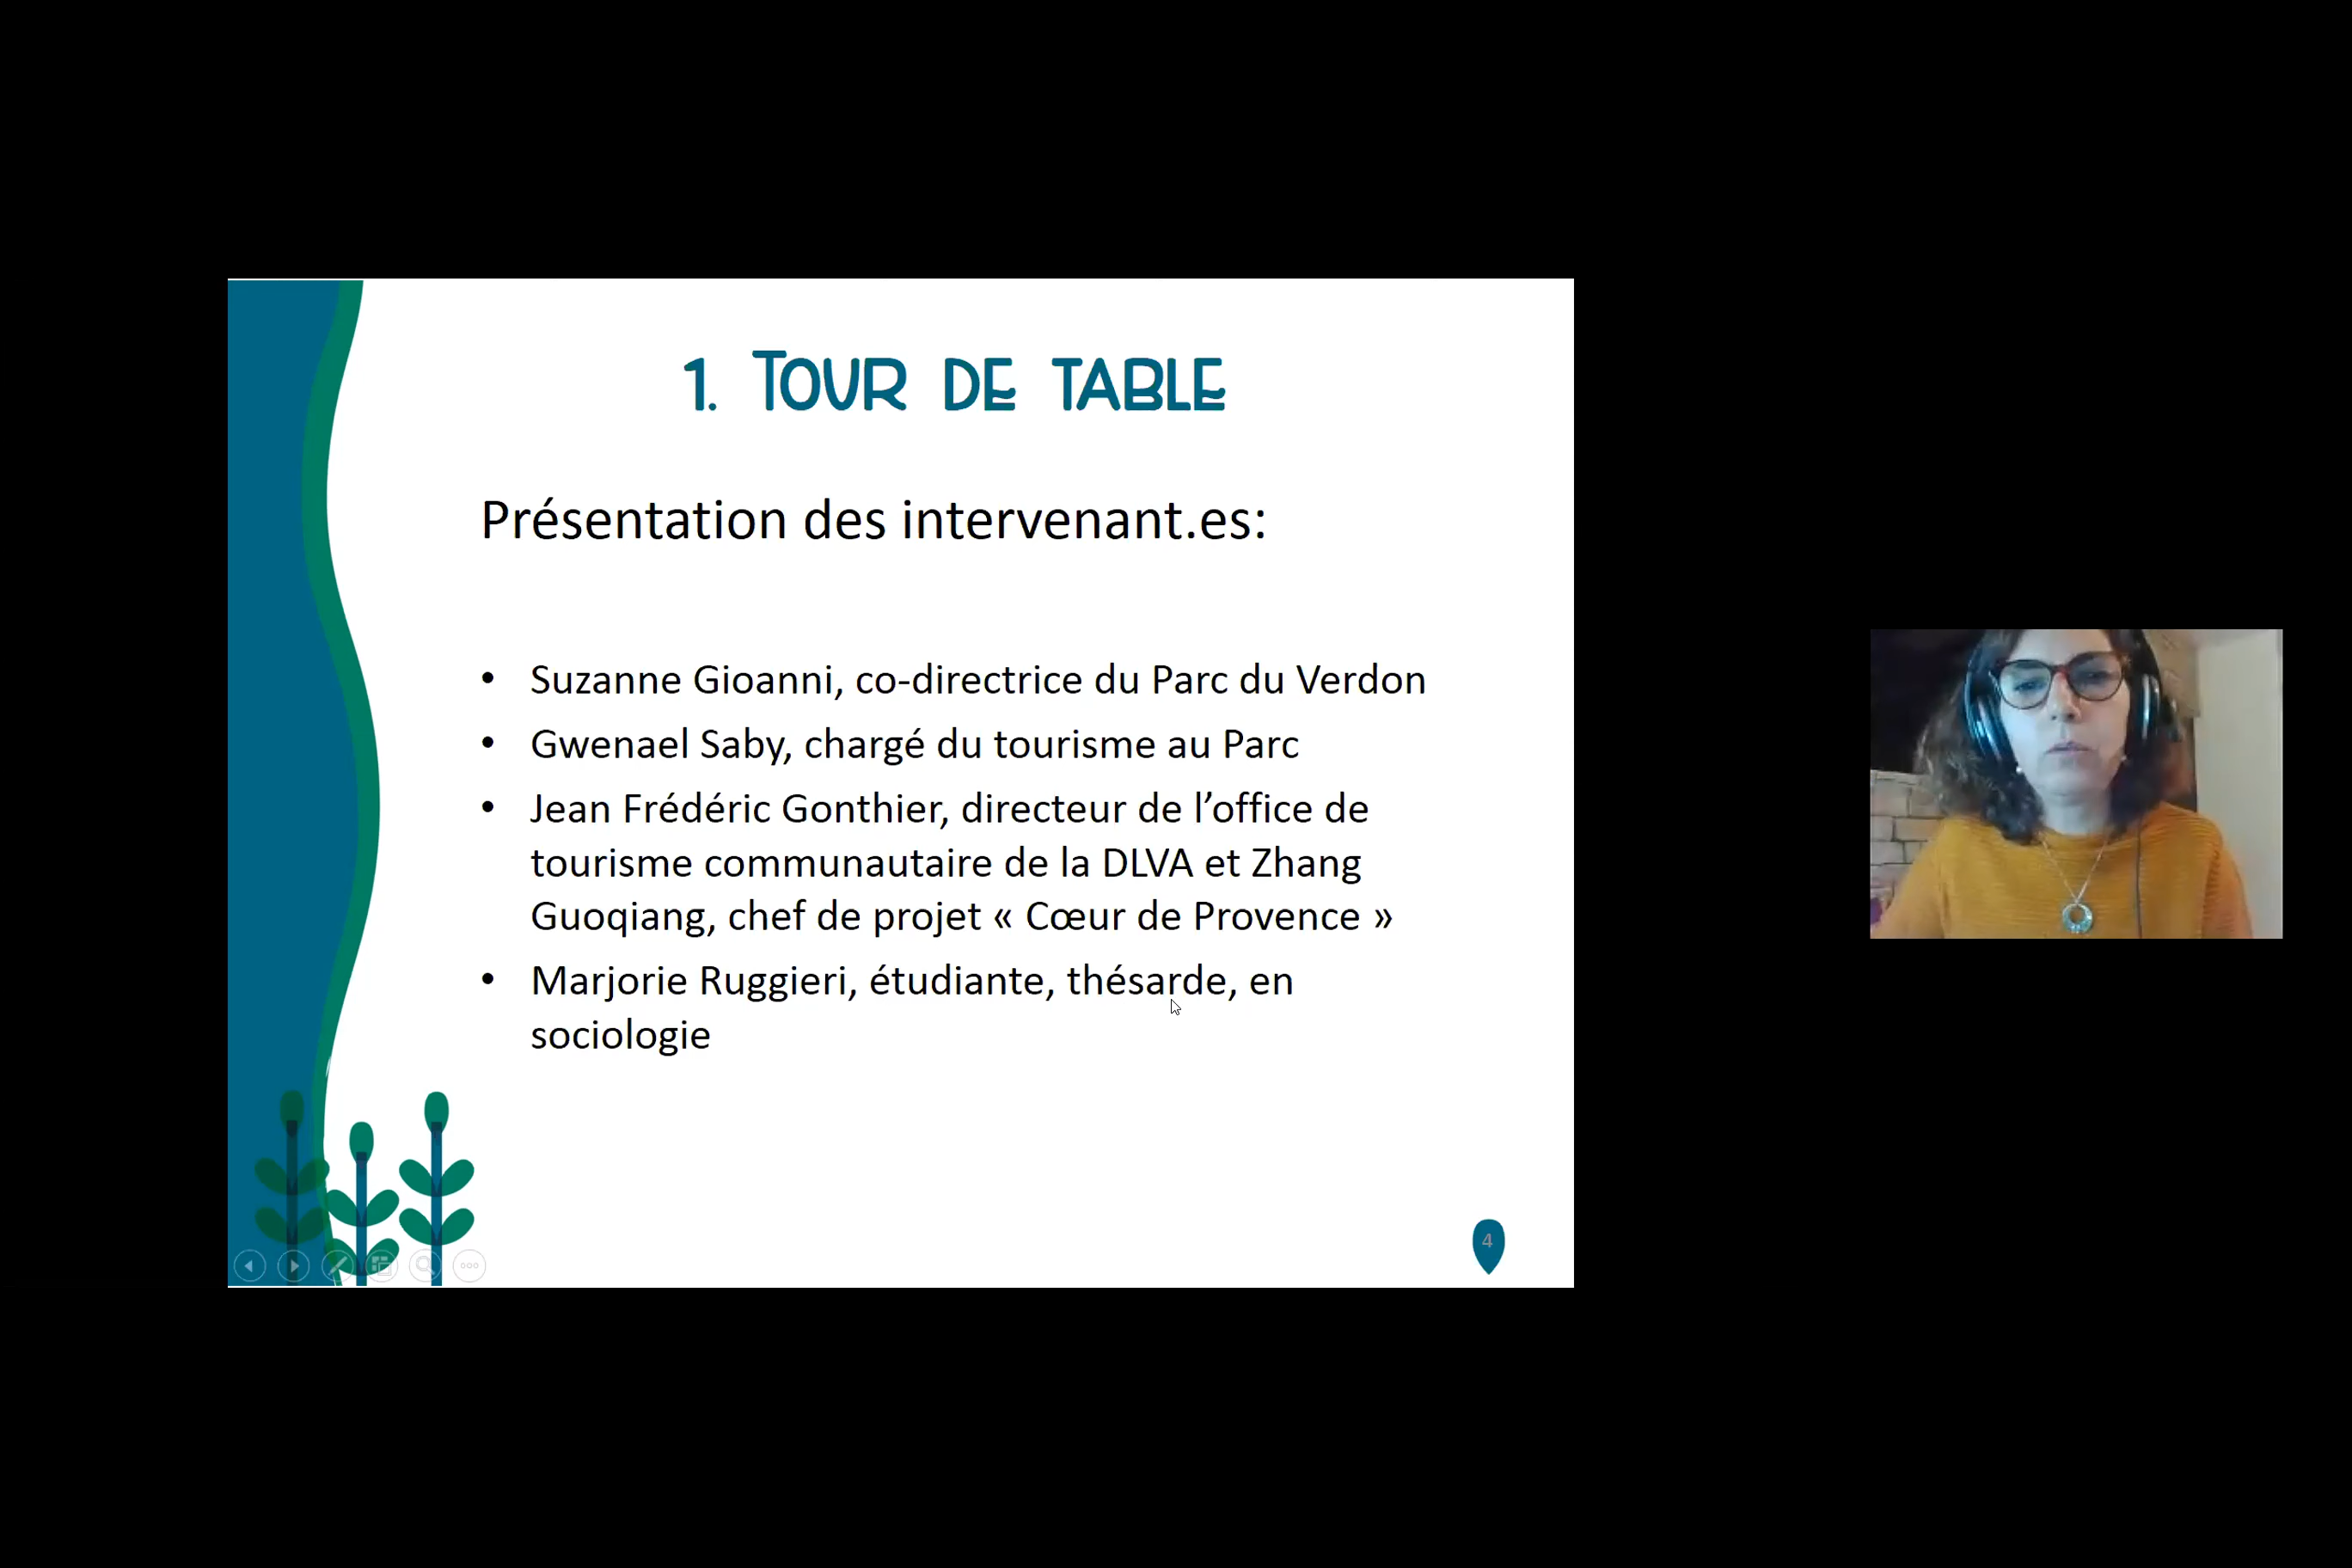 1. TOUR DE TABLE
Présentation des intervenant.es:
• Suzanne Gioanni, co-directrice du Parc du Verdon
• Gwenael Saby, chargé du tourisme au Parc
• Jean Frédéric Gonthier, directeur de l’office de
tourisme communautaire de la DLVA et Zhang
Guoqiang, chef de projet « Cœur de Provence »
• Marjorie Ruggieri, étudiante, thésarde, en
sociologie
4